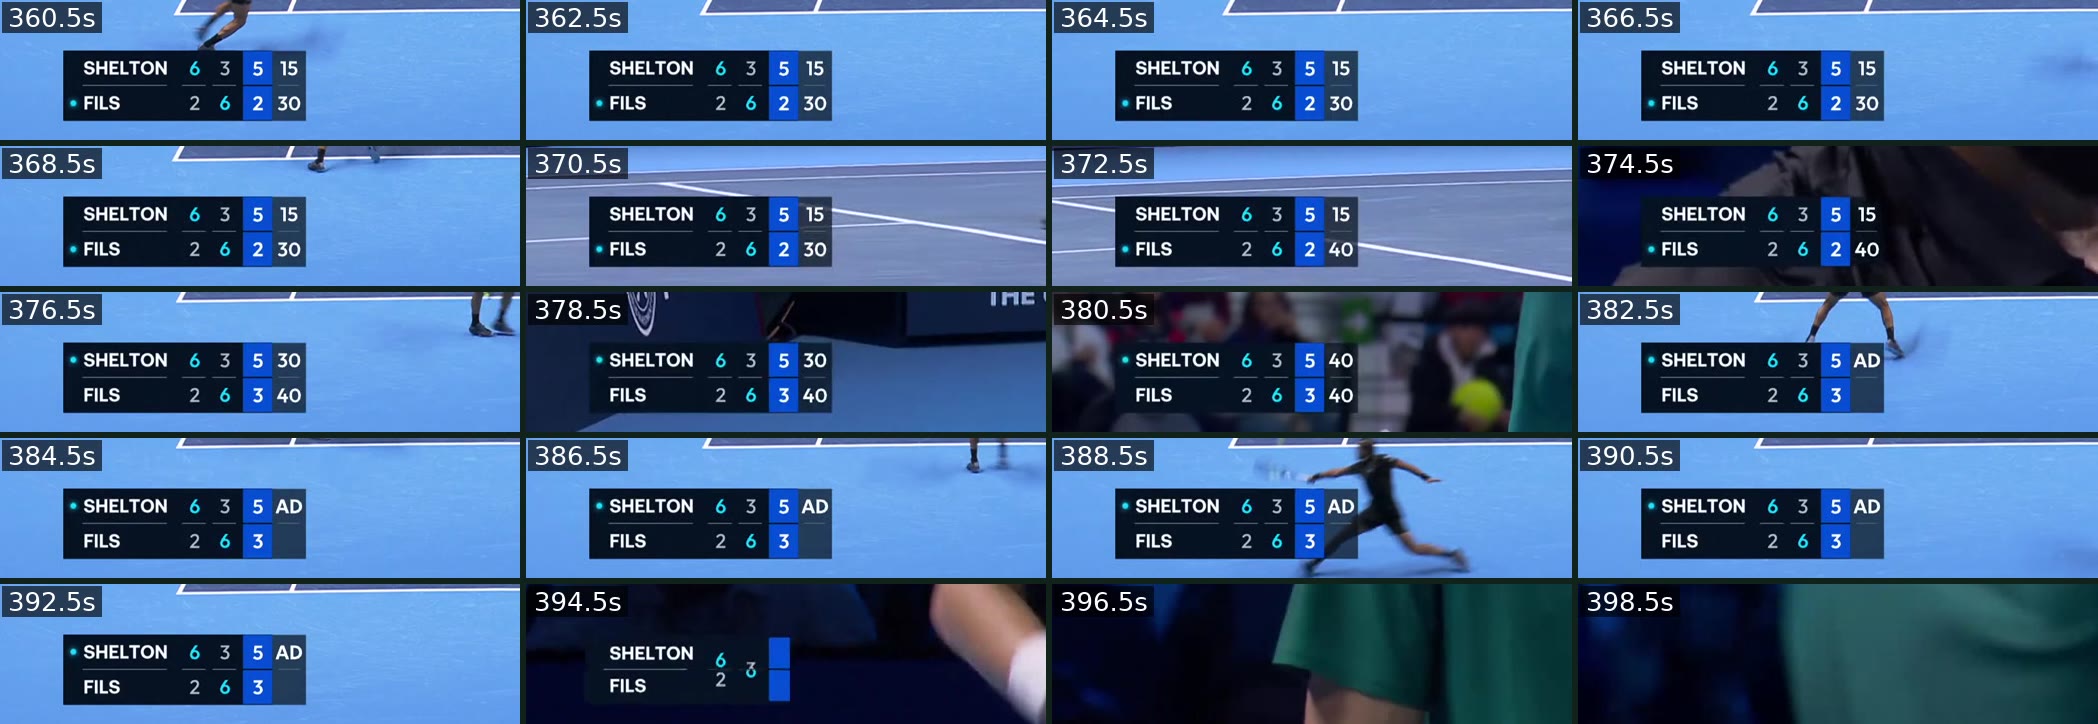 360.5s
SHELTON 6 3 5 15
FILS 2 6 2 30
362.5s
SHELTON 6 3 5 15
FILS 2 6 2 30
364.5s
SHELTON 6 3 5 15
FILS 2 6 2 30
366.5s
SHELTON 6 3 5 15
FILS 2 6 2 30
368.5s
SHELTON 6 3 5 15
FILS 2 6 2 30
370.5s
SHELTON 6 3 5 15
FILS 2 6 2 30
372.5s
SHELTON 6 3 5 15
FILS 2 6 2 40
374.5s
SHELTON 6 3 5 15
FILS 2 6 2 40
376.5s
SHELTON 6 3 5 30
FILS 2 6 3 40
378.5s
THE
SHELTON 6 3 5 30
FILS 2 6 3 40
380.5s
SHELTON 6 3 5 40
FILS 2 6 3 40
382.5s
SHELTON 6 3 5 AD
FILS 2 6 3
384.5s
SHELTON 6 3 5 AD
FILS 2 6 3
386.5s
SHELTON 6 3 5 AD
FILS 2 6 3
388.5s
SHELTON 6 3 5 AD
FILS 2 6 3
390.5s
SHELTON 6 3 5 AD
FILS 2 6 3
392.5s
SHELTON 6 3 5 AD
FILS 2 6 3
394.5s
SHELTON 6
FILS 2
396.5s
398.5s